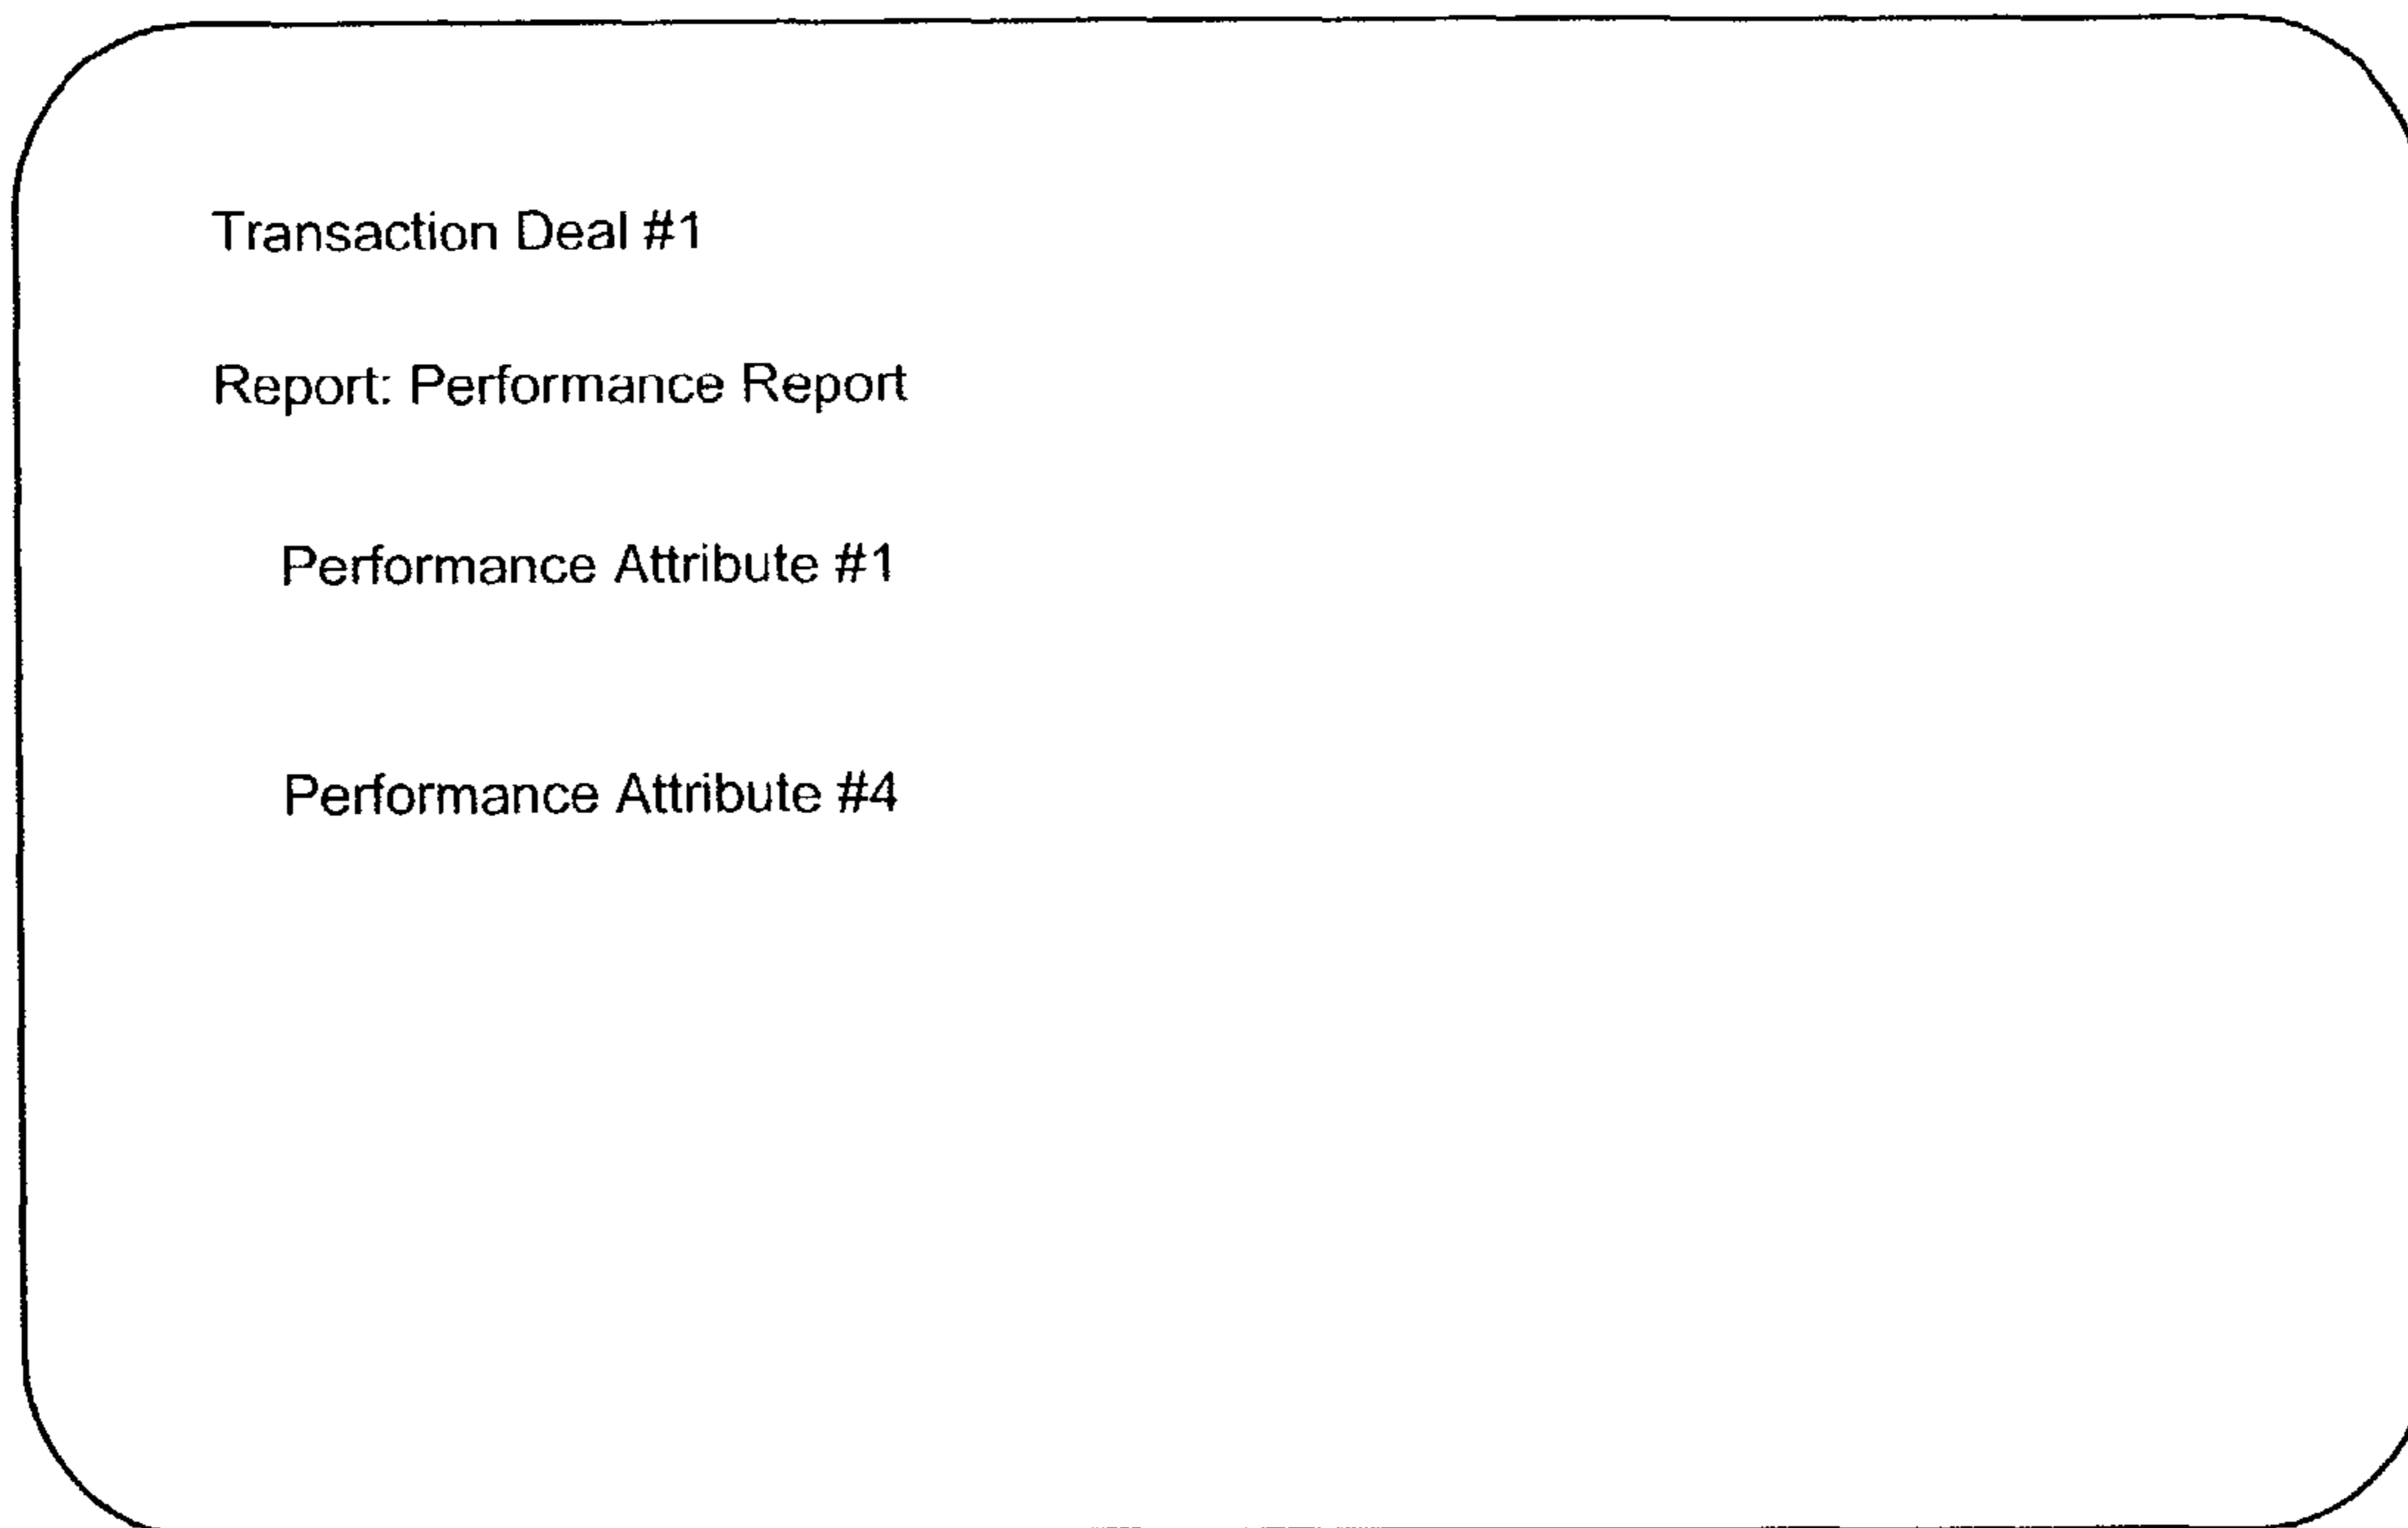 Transaction Deal #1
Report: Performance Report
Performance Attribute #1
Performance Attribute #4